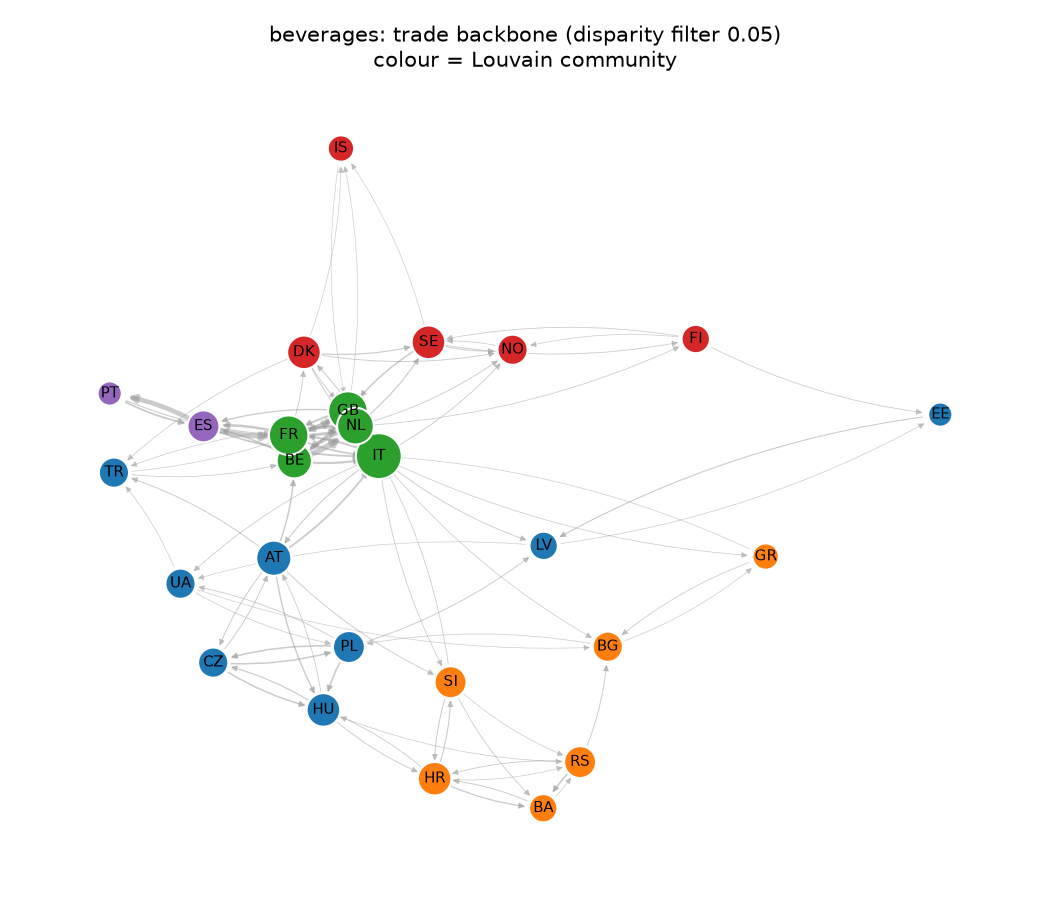 beverages: trade backbone (disparity filter 0.05)
colour = Louvain community
IS
DK
SE
NO
FI
PT
ES
GB
NL
FR
BE
IT
EE
TR
AT
LV
GR
UA
PL
CZ
BG
SI
HU
RS
HR
BA